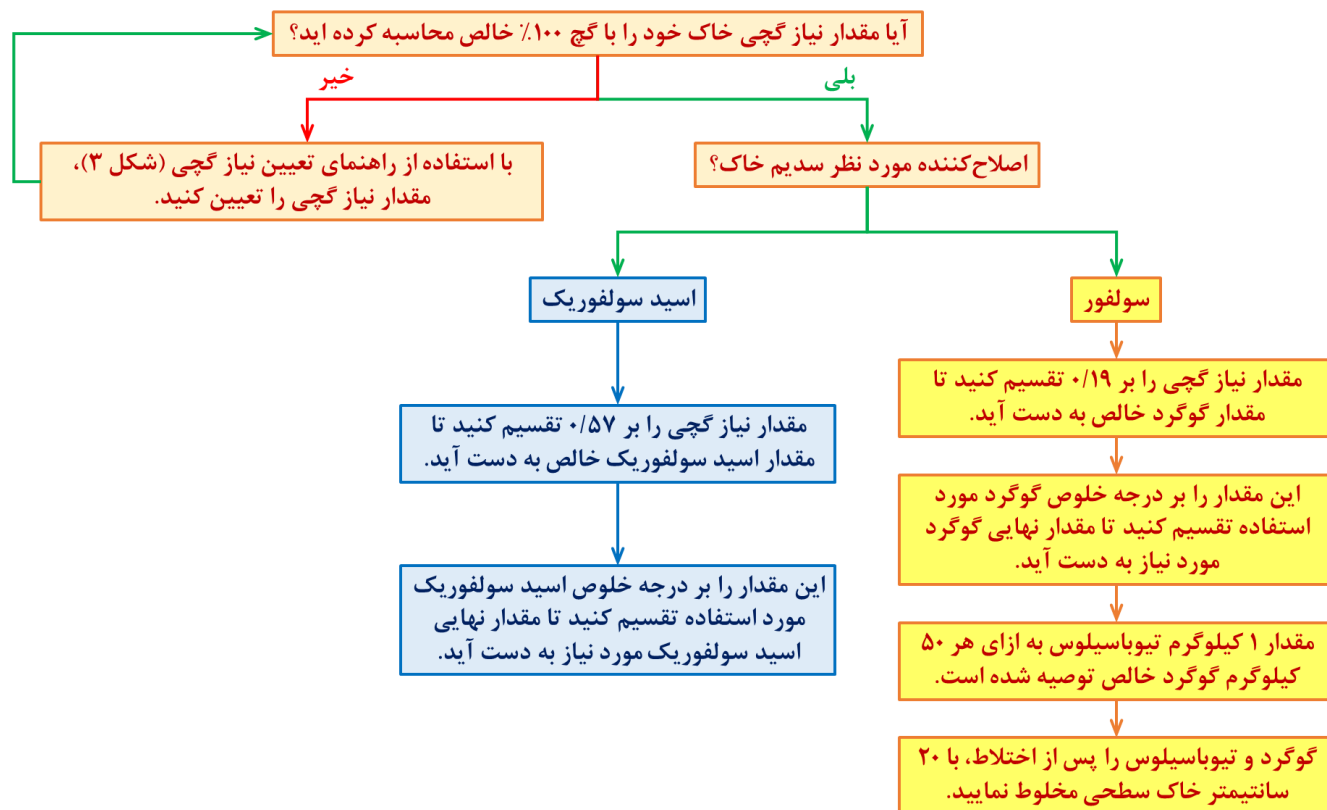 آیا مقدار نیاز گچی خاک خود را با گچ ۱۰۰٪ خالص محاسبه کرده اید؟
بلی
خیر
اصلاح‌کننده مورد نظر سدیم خاک؟
با استفاده از راهنمای تعیین نیاز گچی (شکل ۳)،
مقدار نیاز گچی را تعیین کنید.
سولفور
مقدار نیاز گچی را بر ۰/۱۹ تقسیم کنید تا
مقدار گوگرد خالص به دست آید.
این مقدار را بر درجه خلوص گوگرد مورد
استفاده تقسیم کنید تا مقدار نهایی گوگرد
مورد نیاز به دست آید.
مقدار ۱ کیلوگرم تیوباسیلوس به ازای هر ۵۰
کیلوگرم گوگرد خالص توصیه شده است.
گوگرد و تیوباسیلوس را پس از اختلاط، با ۲۰
سانتیمتر خاک سطحی مخلوط نمایید.
اسید سولفوریک
مقدار نیاز گچی را بر ۰/۵۷ تقسیم کنید تا
مقدار اسید سولفوریک خالص به دست آید.
این مقدار را بر درجه خلوص اسید سولفوریک
مورد استفاده تقسیم کنید تا مقدار نهایی
اسید سولفوریک مورد نیاز به دست آید.